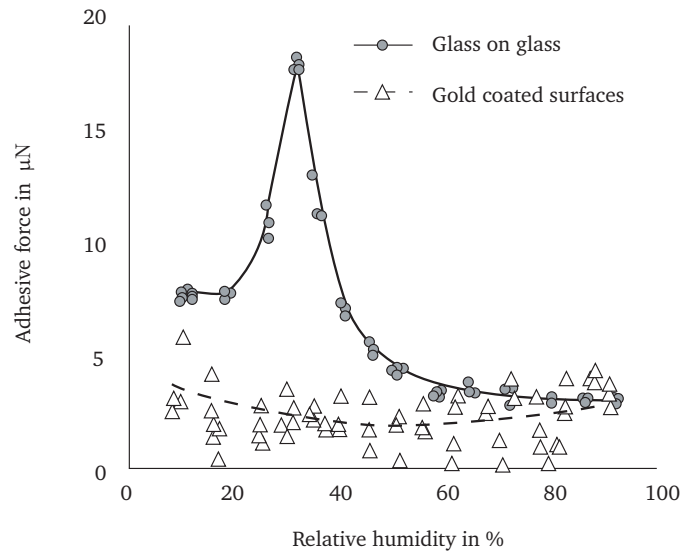 20
15
10
5
0
Adhesive force in μN
Glass on glass
Gold coated surfaces
0 20 40 60 80 100
Relative humidity in %